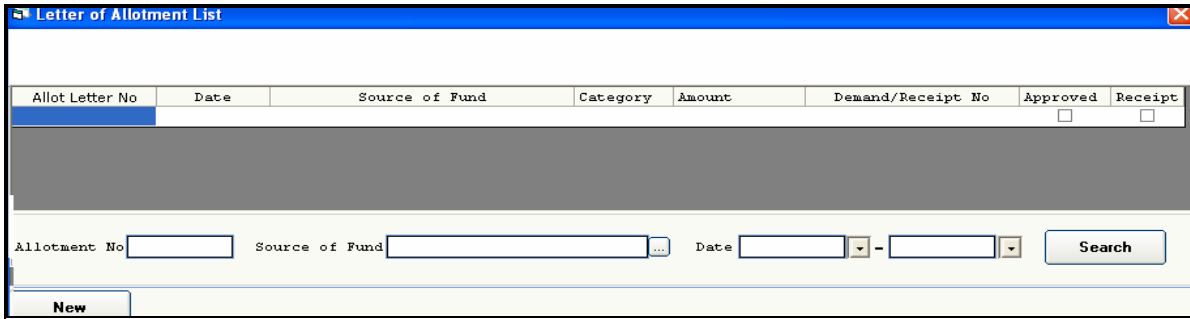 Letter of Allotment List
Allot Letter No Date Source of Fund Category Amount Demand/Receipt No Approved Receipt
Allotment No Source of Fund ... Date - Search
New